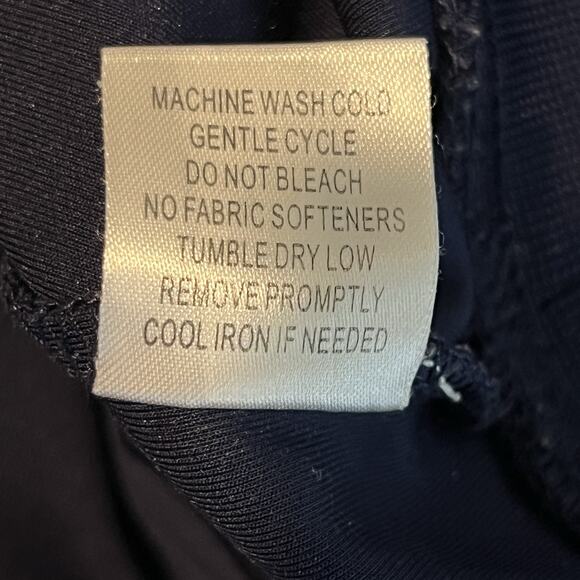 MACHINE WASH COLD
GENTLE CYCLE
DO NOT BLEACH
NO FABRIC SOFTENERS
TUMBLE DRY LOW
REMOVE PROMPTLY
COOL IRON IF NEEDED